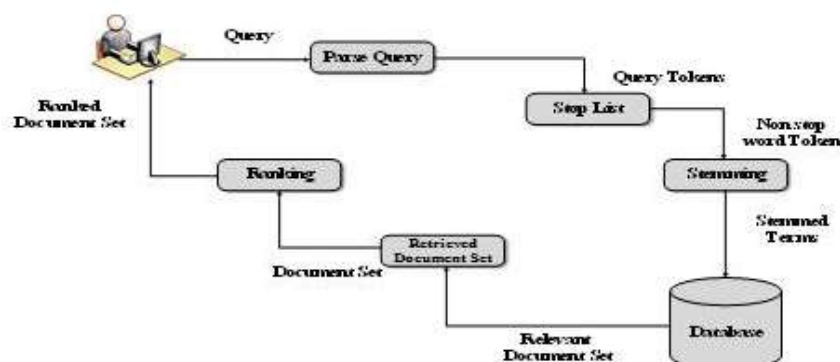 Query
Parse Query
Query Tokens
Stop List
Non stop
word Token
Stemming
Stemmed
Terms
Database
Relevant
Document Set
Retrieved
Document Set
Document Set
Ranking
Ranked
Document Set